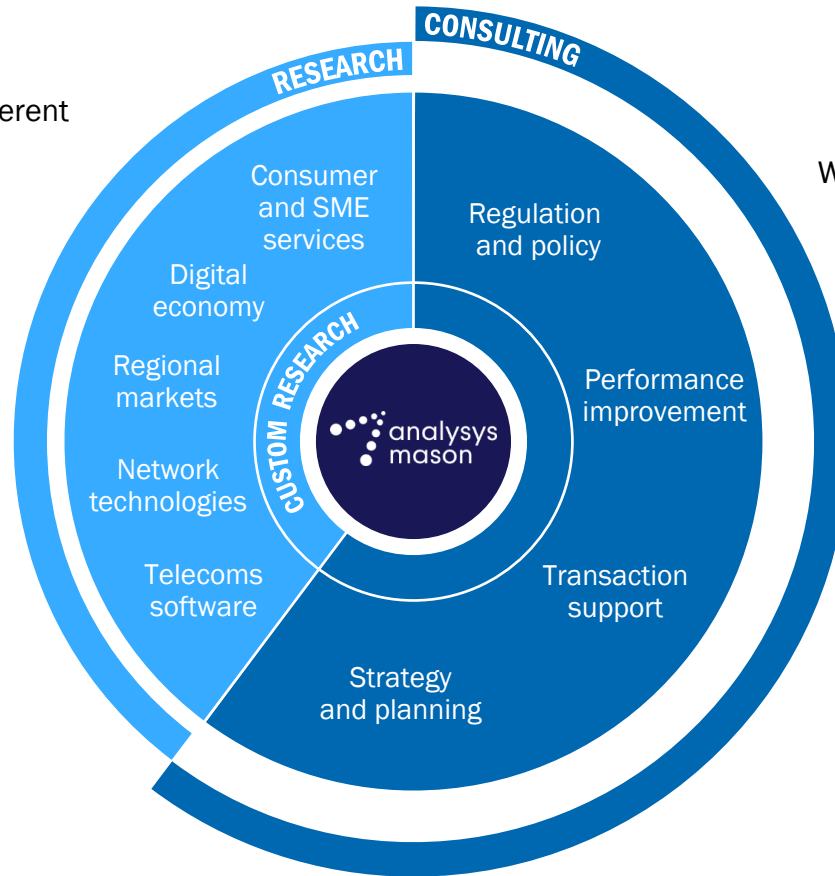 CONSULTING
RESEARCH
erent
W
Consumer
and SME
services
Regulation
and policy
Digital
economy
Regional
markets
CUSTOM RESEARCH
Performance
improvement
analysys
mason
Network
technologies
Telecoms
software
Transaction
support
Strategy
and planning